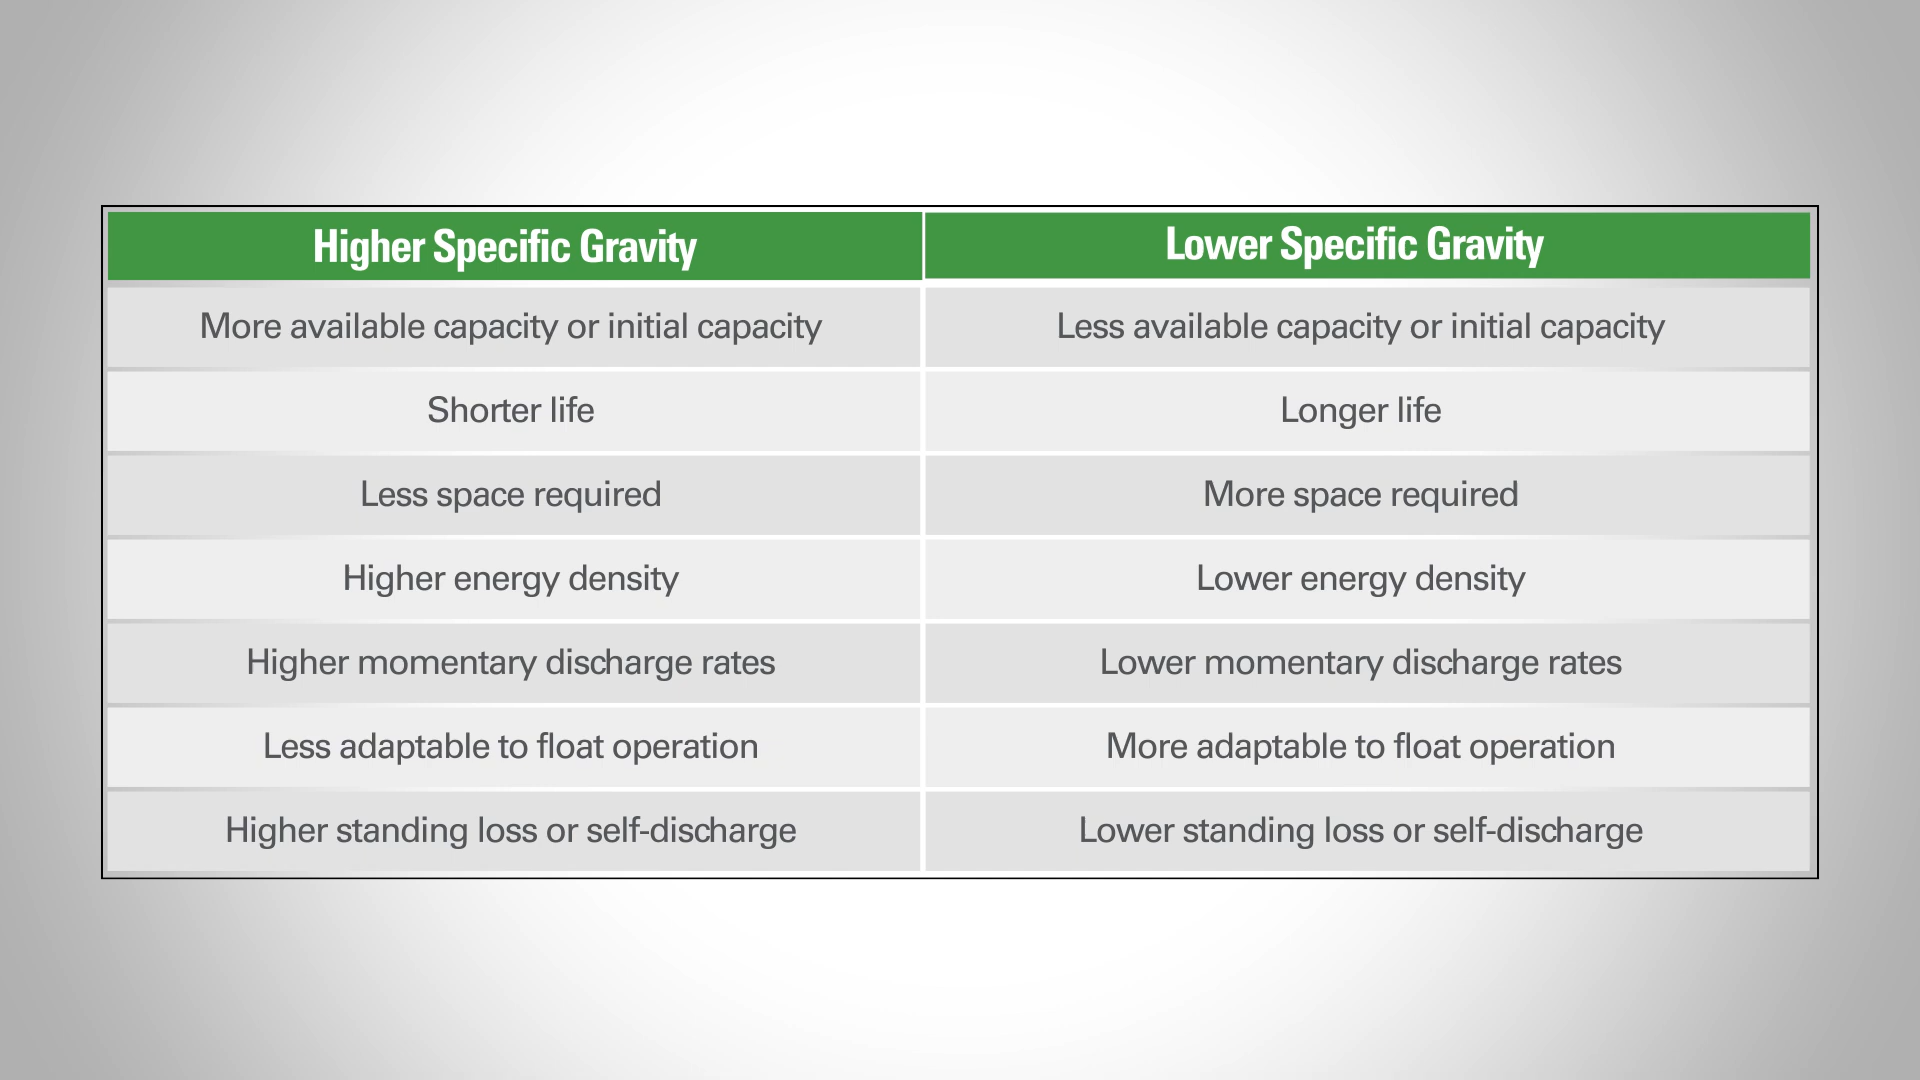 Higher Specific Gravity
Lower Specific Gravity
More available capacity or initial capacity
Less available capacity or initial capacity
Shorter life
Longer life
Less space required
More space required
Higher energy density
Lower energy density
Higher momentary discharge rates
Lower momentary discharge rates
Less adaptable to float operation
More adaptable to float operation
Higher standing loss or self-discharge
Lower standing loss or self-discharge